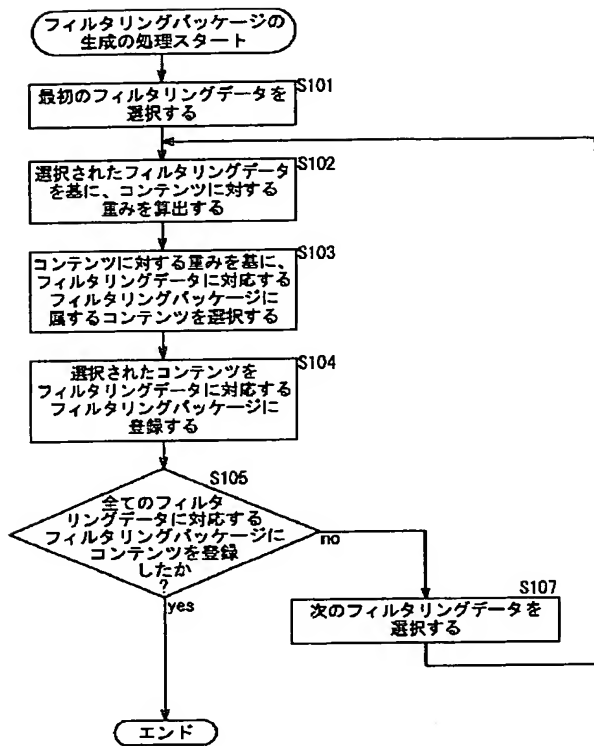 フィルタリングパッケージの
生成の処理スタート
S101
最初のフィルタリングデータを
選択する
S102
選択されたフィルタリングデータ
を基に、コンテンツに対する
重みを算出する
S103
コンテンツに対する重みを基に、
フィルタリングデータに対応する
フィルタリングパッケージに
属するコンテンツを選択する
S104
選択されたコンテンツを
フィルタリングデータに対応する
フィルタリングパッケージに
登録する
S105
全てのフィルタ
リングデータに対応する
フィルタリングパッケージに
コンテンツを登録
したか
?
no
yes
S107
次のフィルタリングデータを
選択する
エンド